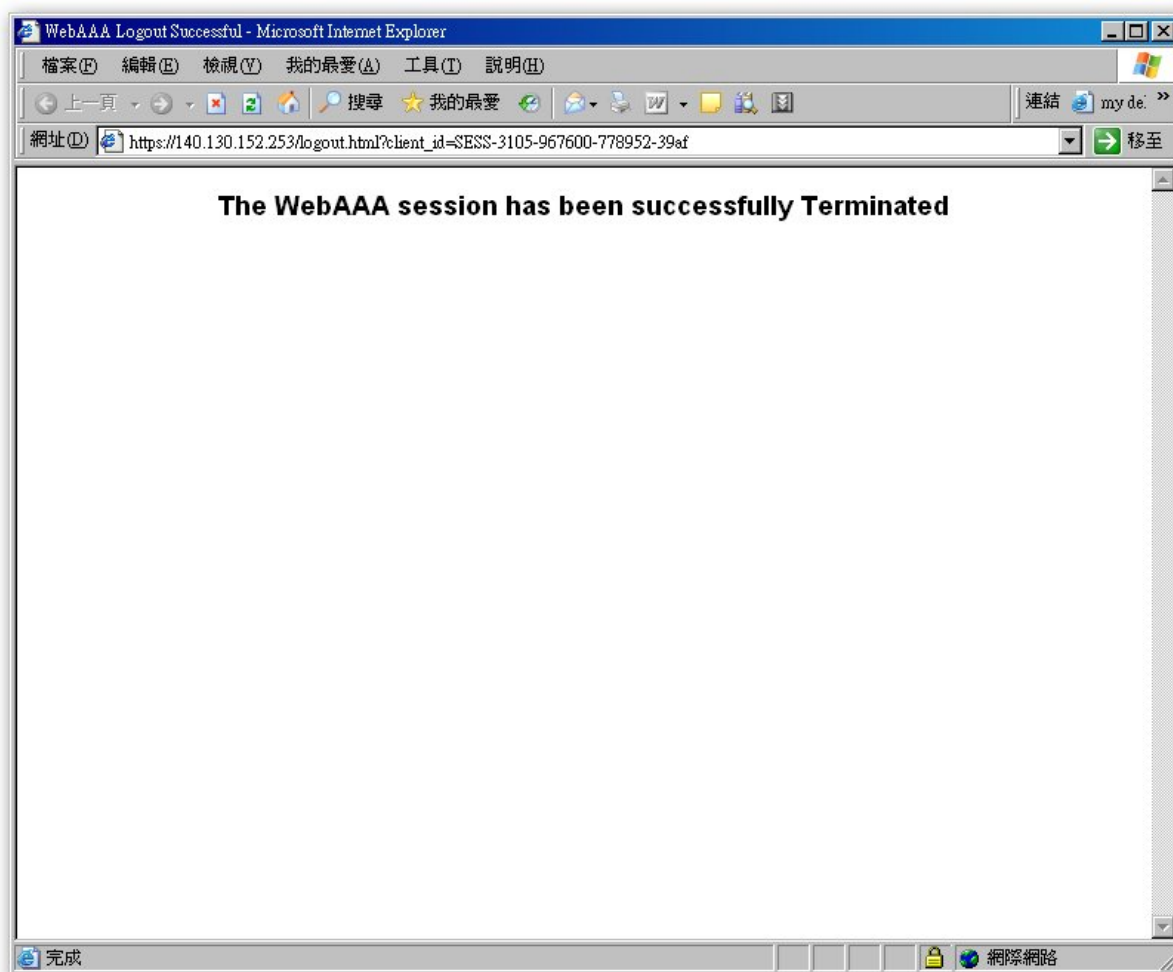 WebAAA Logout Successful - Microsoft Internet Explorer
檔案(F) 編輯(E) 檢視(V) 我的最愛(A) 工具(T) 說明(H)
上一頁 搜尋 我的最愛 連結 my de
網址(D) https://140.130.152.253/logout.html?client_id=SESS-3105-967600-778952-39af 移至
The WebAAA session has been successfully Terminated
完成 網際網路